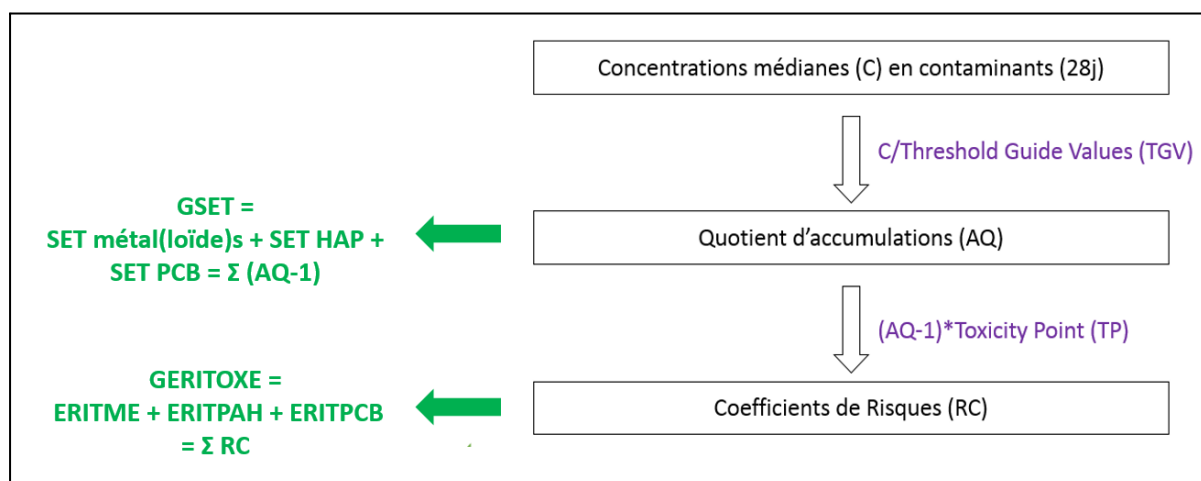 Concentrations médianes (C) en contaminants (28j)
C/Threshold Guide Values (TGV)
GSET =
SET métal(loïde)s + SET HAP +
SET PCB = Σ (AQ-1)
Quotient d'accumulations (AQ)
(AQ-1)*Toxicity Point (TP)
GERITOXE =
ERITME + ERITPAH + ERITPCB
= Σ RC
Coefficients de Risques (RC)